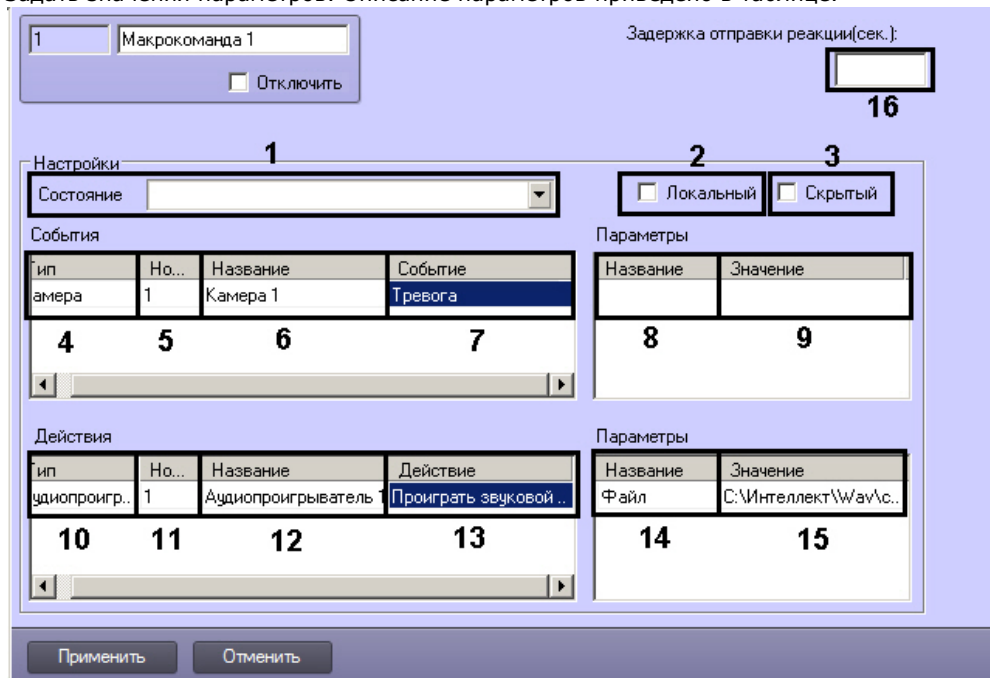 Задать значения параметров. Описание параметров приведено в таблице.
1 Макрокоманда 1 Задержка отправки реакции(сек.):
Отключить
16
Настройки 1 2 3
Состояние Локальный Скрытый
События Параметры
Тип Но... Название Событие Название Значение
амера 1 Камера 1 Тревога
4 5 6 7 8 9
Действия Параметры
Тип Но... Название Действие Название Значение
удиопроигр.. 1 Аудиопроигрыватель 1 Проиграть звуковой .. Файл C:\Интеллект\Wav\c..
10 11 12 13 14 15
Применить Отменить